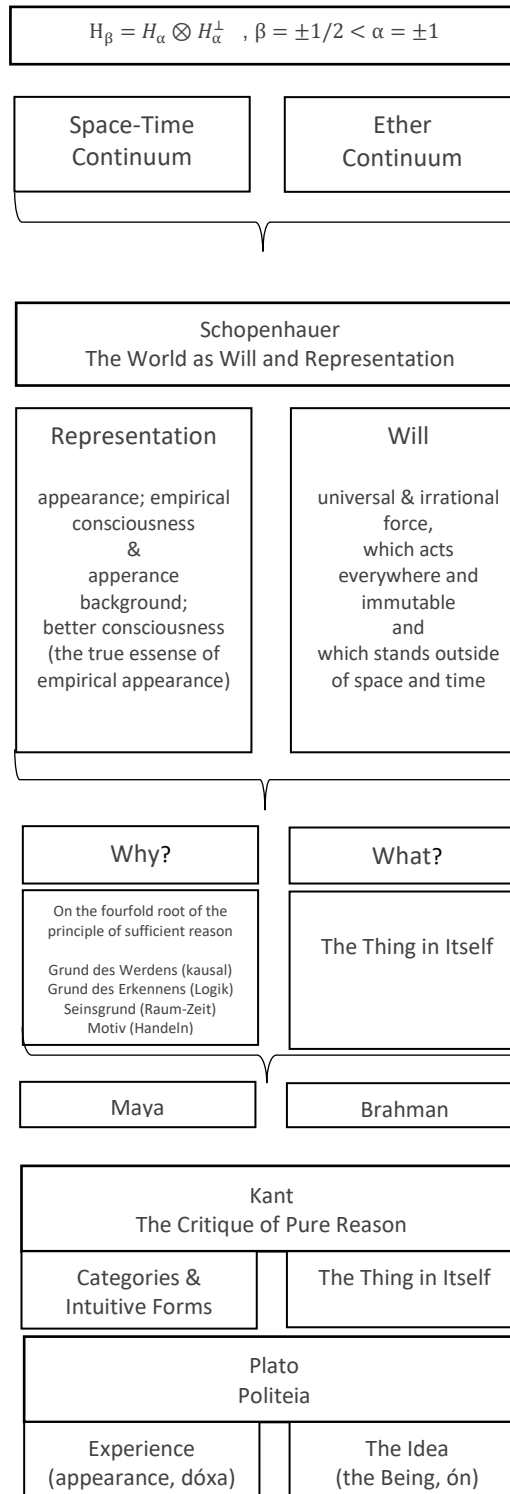 H_β = H_α ⊗ H_α^⊥ , β = ±1/2 < α = ±1
Space-Time
Continuum
Ether
Continuum
Schopenhauer
The World as Will and Representation
Representation
appearance; empirical
consciousness
&
apperance
background;
better consciousness
(the true essense of
empirical appearance)
Will
universal & irrational
force,
which acts
everywhere and
immutable
and
which stands outside
of space and time
Why?
What?
On the fourfold root of the
principle of sufficient reason
Grund des Werdens (kausal)
Grund des Erkennens (Logik)
Seinsgrund (Raum-Zeit)
Motiv (Handeln)
The Thing in Itself
Maya
Brahman
Kant
The Critique of Pure Reason
Categories &
Intuitive Forms
The Thing in Itself
Plato
Politeia
Experience
(appearance, dóxa)
The Idea
(the Being, ón)